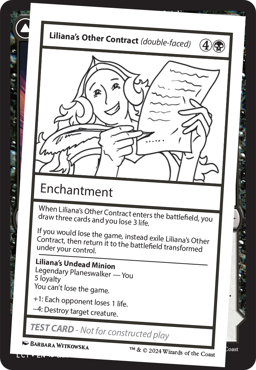 Liliana's Other Contract (double-faced) 4
Enchantment
When Liliana's Other Contract enters the battlefield, you
draw three cards and you lose 3 life.
If you would lose the game, instead exile Liliana's Other
Contract, then return it to the battlefield transformed
under your control.
Liliana's Undead Minion
Legendary Planeswalker — You
5 loyalty
You can't lose the game.
+1: Each opponent loses 1 life.
–4: Destroy target creature.
TEST CARD - Not for constructed play
Barbara Witkowska ™ & © 2024 Wizards of the Coast